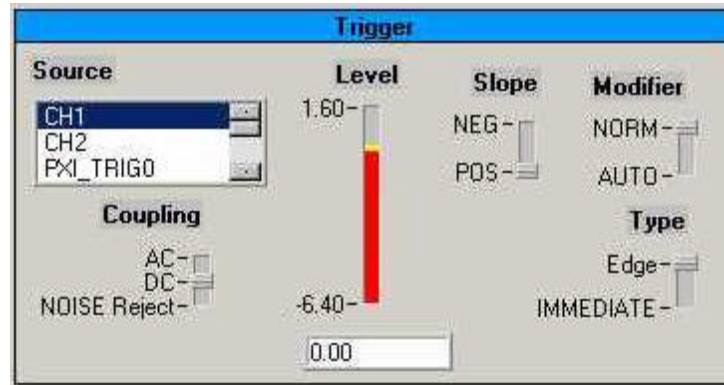 Trigger
Source
CH1
CH2
PXI_TRIG0
Level
1.60
-6.40
0.00
Slope
NEG
POS
Modifier
NORM
AUTO
Coupling
AC
DC
NOISE Reject
Type
Edge
IMMEDIATE